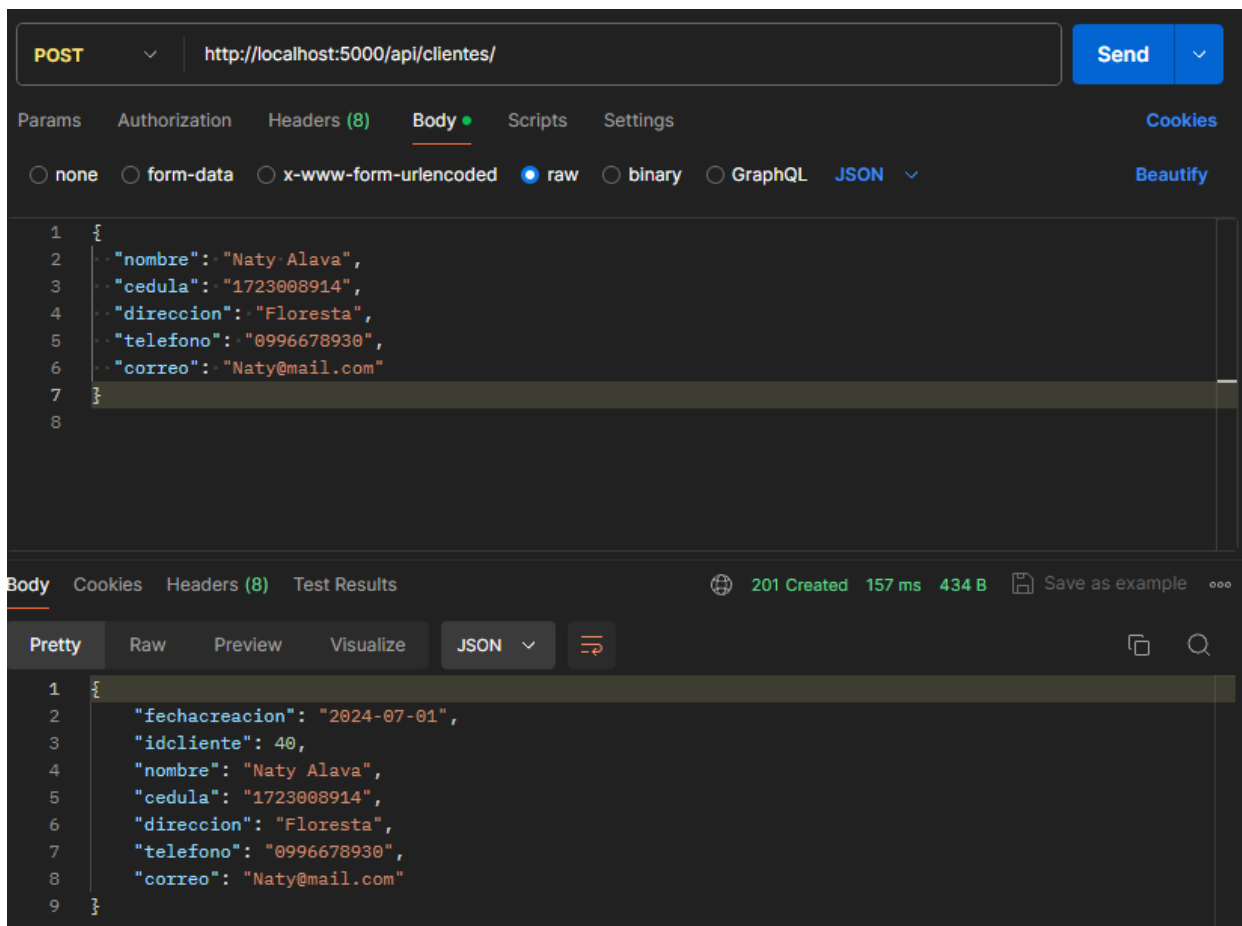 POST http://localhost:5000/api/clientes/ Send
Params Authorization Headers (8) Body Scripts Settings Cookies
none form-data x-www-form-urlencoded raw binary GraphQL JSON Beautify
1 {
2 "nombre": "Naty Alava",
3 "cedula": "1723008914",
4 "direccion": "Floresta",
5 "telefono": "0996678930",
6 "correo": "Naty@mail.com"
7 }
8
Body Cookies Headers (8) Test Results 201 Created 157 ms 434 B Save as example
Pretty Raw Preview Visualize JSON
1 {
2 "fechacreacion": "2024-07-01",
3 "idcliente": 40,
4 "nombre": "Naty Alava",
5 "cedula": "1723008914",
6 "direccion": "Floresta",
7 "telefono": "0996678930",
8 "correo": "Naty@mail.com"
9 }